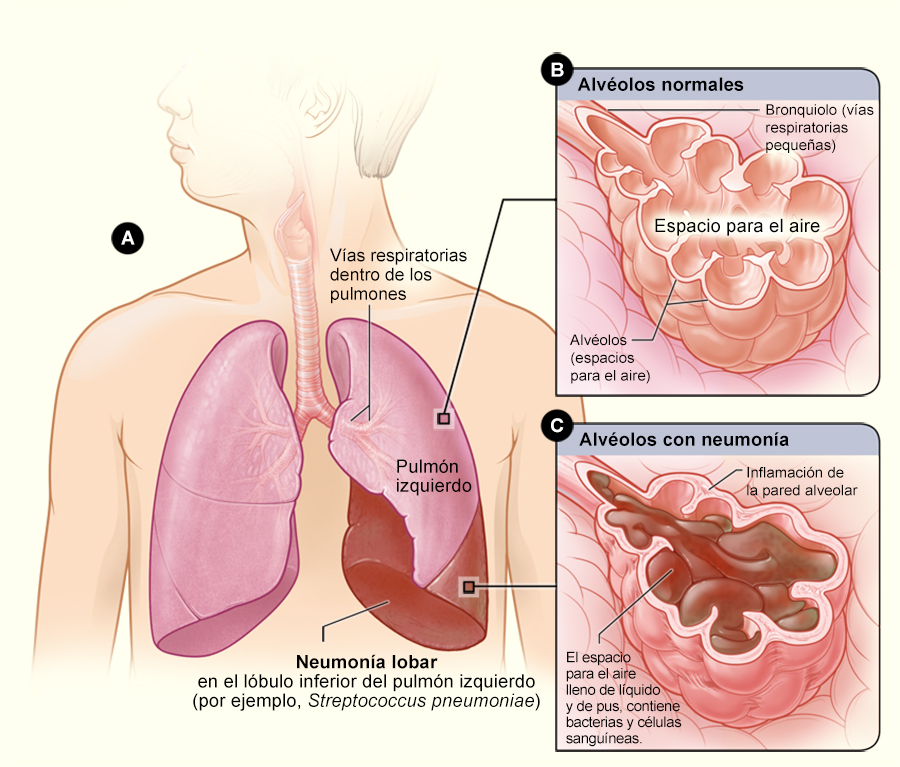 A
Vías respiratorias
dentro de los
pulmones
Pulmón
izquierdo
Neumonía lobar
en el lóbulo inferior del pulmón izquierdo
(por ejemplo, Streptococcus pneumoniae)
B
Alvéolos normales
Bronquiolo (vías
respiratorias
pequeñas)
Espacio para el aire
Alvéolos
(espacios
para el aire)
C
Alvéolos con neumonía
Inflamación de
la pared alveolar
El espacio
para el aire
lleno de líquido
y de pus, contiene
bacterias y células
sanguíneas.